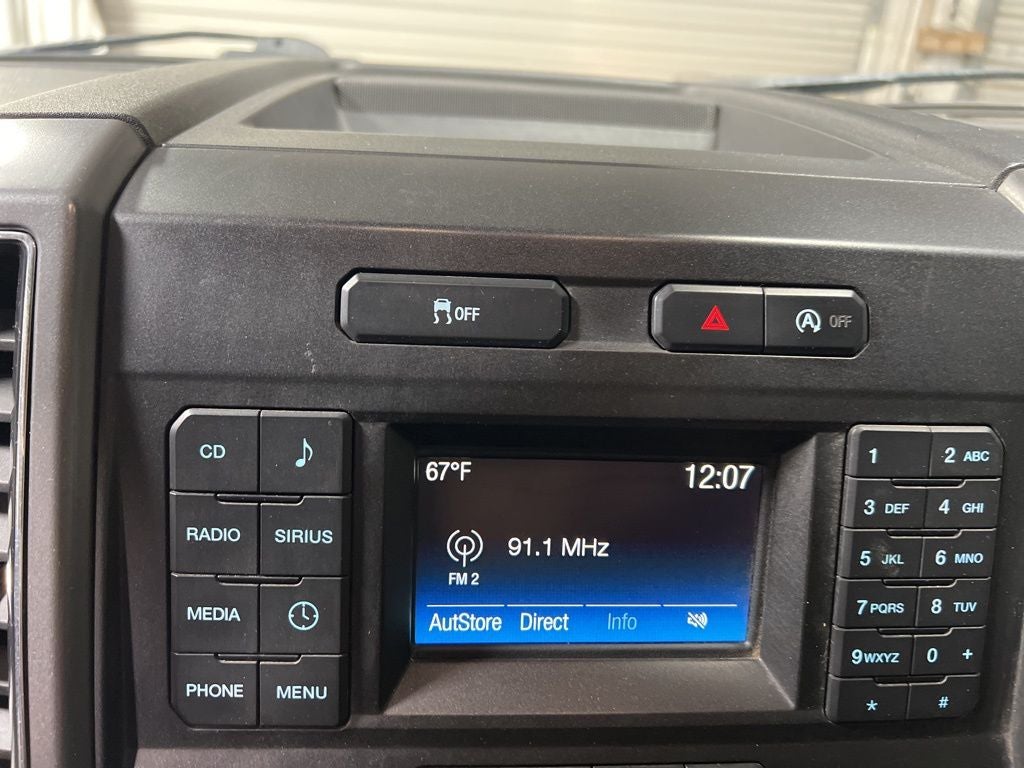 OFF
A OFF
CD
RADIO SIRIUS
MEDIA
PHONE MENU
67°F 12:07
91.1 MHz
FM 2
AutStore Direct Info
1 2 ABC
3 DEF 4 GHI
5 JKL 6 MNO
7 PQRS 8 TUV
9 WXYZ 0 +
* #